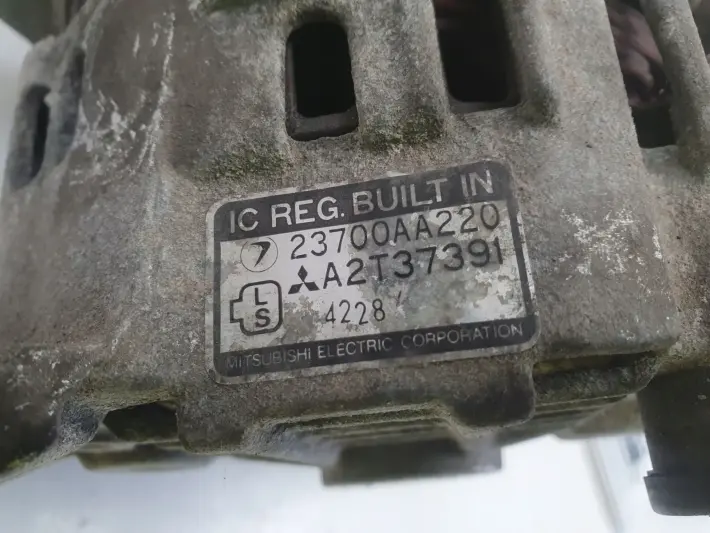 IC REG. BUILT IN
23700AA220
A2T37391
L
S
4228
MITSUBISHI ELECTRIC CORPORATION